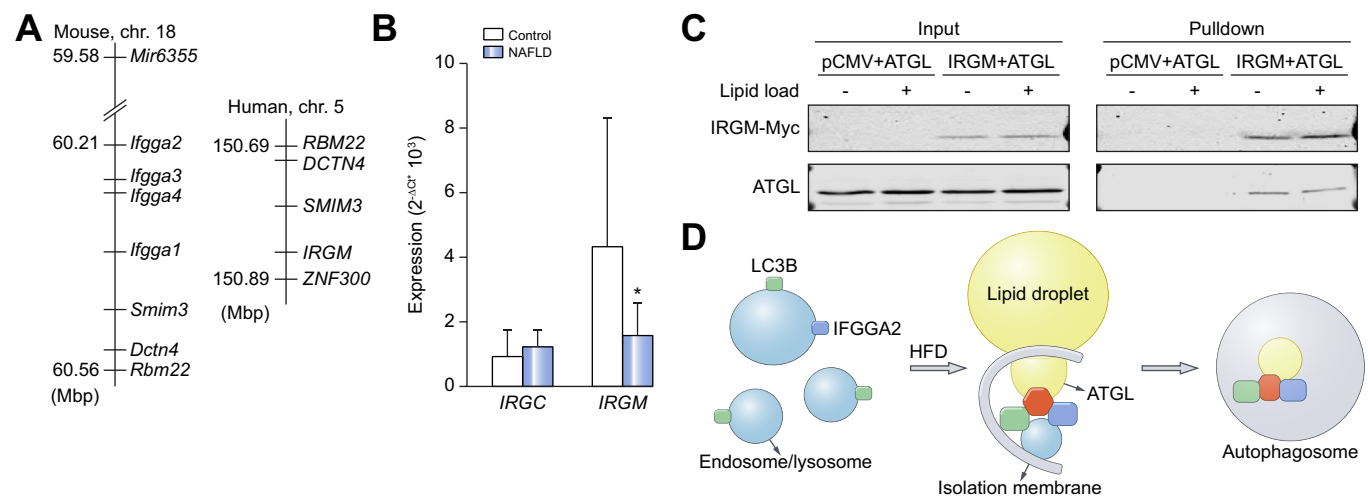 A
Mouse, chr. 18
59.58
Mir6355
60.21
Ifgga2
Ifgga3
Ifgga4
Ifgga1
Smim3
Dctn4
60.56
Rbm22
(Mbp)
Human, chr. 5
150.69
RBM22
DCTN4
SMIM3
IRGM
150.89
ZNF300
(Mbp)
B
Control
NAFLD
Expression (2^-ΔCt* 10^3)
10
8
6
4
2
0
*
IRGC
IRGM
C
Input
Pulldown
pCMV+ATGL
IRGM+ATGL
pCMV+ATGL
IRGM+ATGL
Lipid load
-
+
-
+
-
+
-
+
IRGM-Myc
ATGL
D
LC3B
IFGGA2
Endosome/lysosome
HFD
Lipid droplet
ATGL
Isolation membrane
Autophagosome